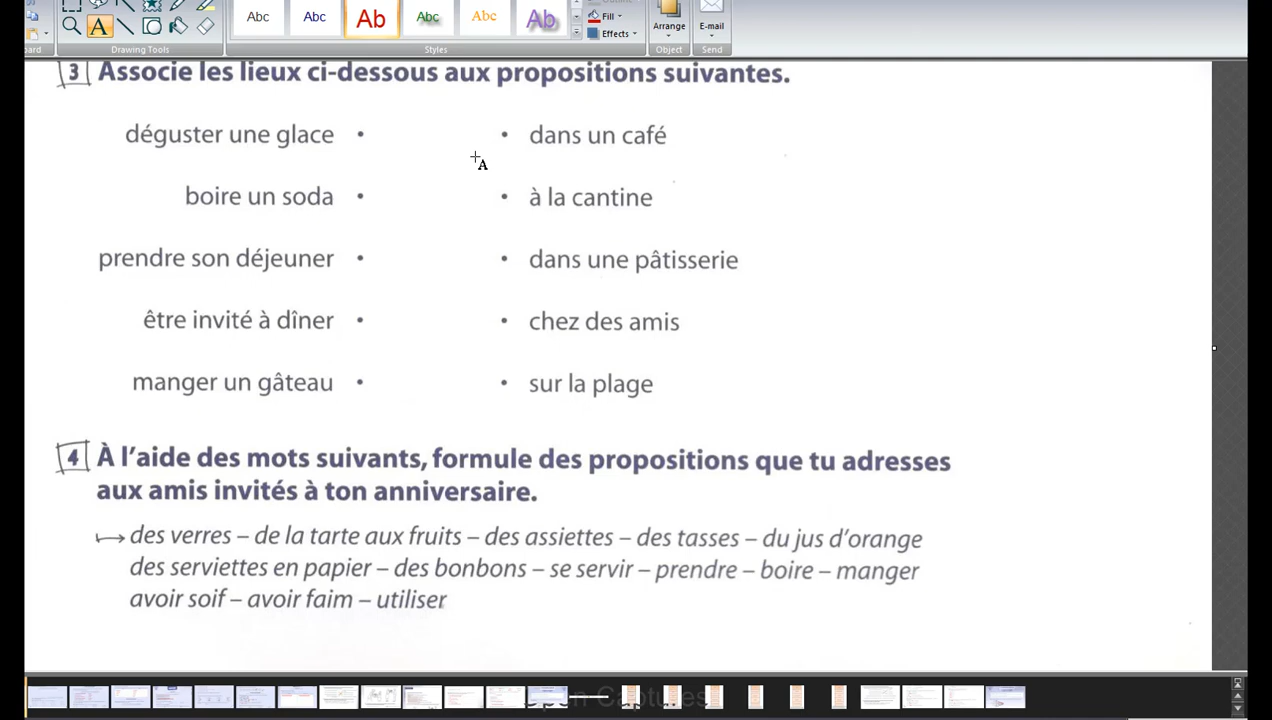 Abc
Abc
Ab
Abc
Abc
Ab
Fill
Effects
Arrange
E-mail
Drawing Tools
Styles
Object
Send
3 Associe les lieux ci-dessous aux propositions suivantes.
déguster une glace • • dans un café
A
boire un soda • • à la cantine
prendre son déjeuner • • dans une pâtisserie
être invité à dîner • • chez des amis
manger un gâteau • • sur la plage
4 À l'aide des mots suivants, formule des propositions que tu adresses
aux amis invités à ton anniversaire.
des verres – de la tarte aux fruits – des assiettes – des tasses – du jus d'orange
des serviettes en papier – des bonbons – se servir – prendre – boire – manger
avoir soif – avoir faim – utiliser